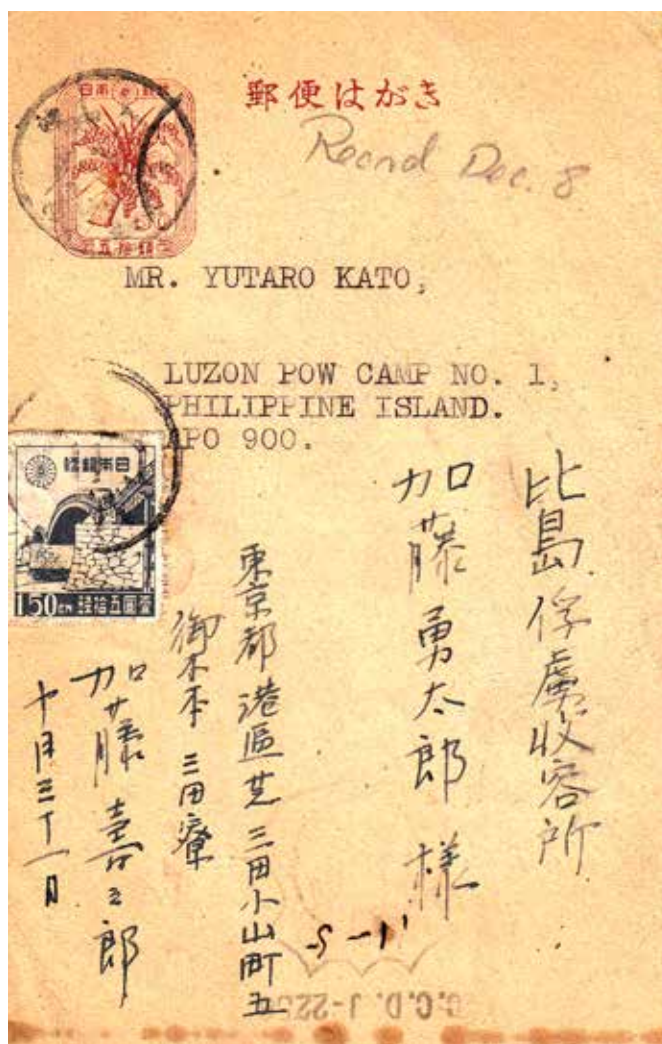 郵便はがき
Recvd Dec. 8
MR. YUTARO KATO,
LUZON POW CAMP NO. 1,
PHILIPPINE ISLAND.
APO 900.
日本郵便
1.50
比島俘虜收容所
加藤勇太郎様
東京都港區芝三田小山町五
御木本三田寮
加藤
郎
十月三十一日
C.C.D. J-22